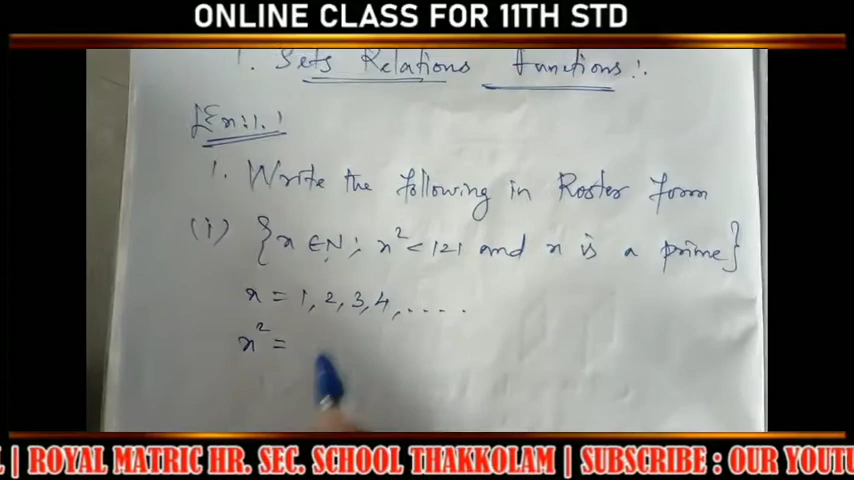 ONLINE CLASS FOR 11TH STD
1. Sets Relations Functions:.
Ex:1.1
1. Write the following in Roster form
(i) {x ∈ N; x² < 121 and x is a prime}
x = 1, 2, 3, 4, .....
x² =
| ROYAL MATRIC HR. SEC. SCHOOL THAKKOLAM | SUBSCRIBE : OUR YOUTU